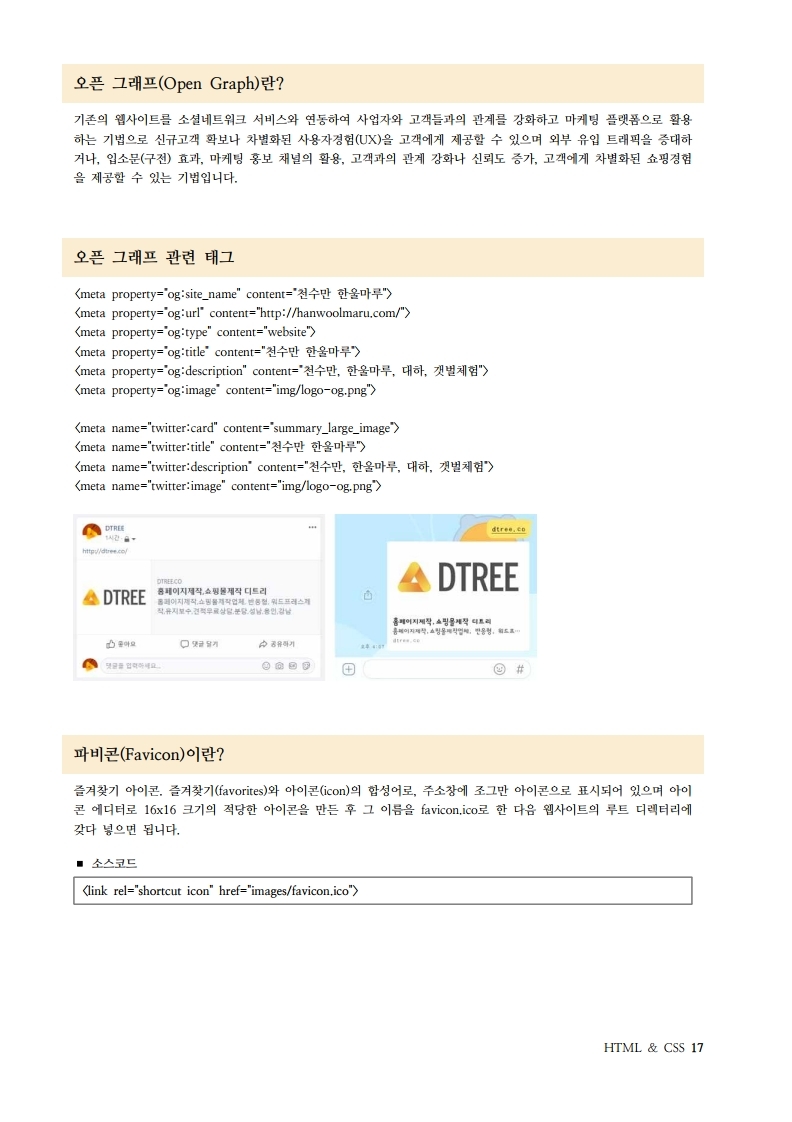 오픈 그래프(Open Graph)란?
기존의 웹사이트를 소셜네트워크 서비스와 연동하여 사업자와 고객들과의 관계를 강화하고 마케팅 플랫폼으로 활용
하는 기법으로 신규고객 확보나 차별화된 사용자경험(UX)을 고객에게 제공할 수 있으며 외부 유입 트래픽을 증대하
거나, 입소문(구전) 효과, 마케팅 홍보 채널의 활용, 고객과의 관계 강화나 신뢰도 증가, 고객에게 차별화된 쇼핑경험
을 제공할 수 있는 기법입니다.
오픈 그래프 관련 태그
<meta property="og:site_name" content="천수만 한울마루">
<meta property="og:url" content="http://hanwoolmaru.com/">
<meta property="og:type" content="website">
<meta property="og:title" content="천수만 한울마루">
<meta property="og:description" content="천수만, 한울마루, 대하, 갯벌체험">
<meta property="og:image" content="img/logo-og.png">
<meta name="twitter:card" content="summary_large_image">
<meta name="twitter:title" content="천수만 한울마루">
<meta name="twitter:description" content="천수만, 한울마루, 대하, 갯벌체험">
<meta name="twitter:image" content="img/logo-og.png">
DTREE
1시간
http://dtree.co/
DTREE
DTREE.CO
홈페이지제작,쇼핑몰제작 디트리
홈페이지제작,쇼핑몰제작업체, 반응형, 워드프레스제
작,유지보수,견적무료상담,분당,성남,용인,강남
좋아요 댓글 달기 공유하기
댓글을 입력하세요...
dtree.co
DTREE
홈페이지제작,쇼핑몰제작 디트리
홈페이지제작,쇼핑몰제작업체, 반응형, 워드프…
dtree.co
#
파비콘(Favicon)이란?
즐겨찾기 아이콘. 즐겨찾기(favorites)와 아이콘(icon)의 합성어로, 주소창에 조그만 아이콘으로 표시되어 있으며 아이
콘 에디터로 16x16 크기의 적당한 아이콘을 만든 후 그 이름을 favicon.ico로 한 다음 웹사이트의 루트 디렉터리에
갖다 넣으면 됩니다.
■ 소스코드
<link rel="shortcut icon" href="images/favicon.ico">
HTML & CSS 17